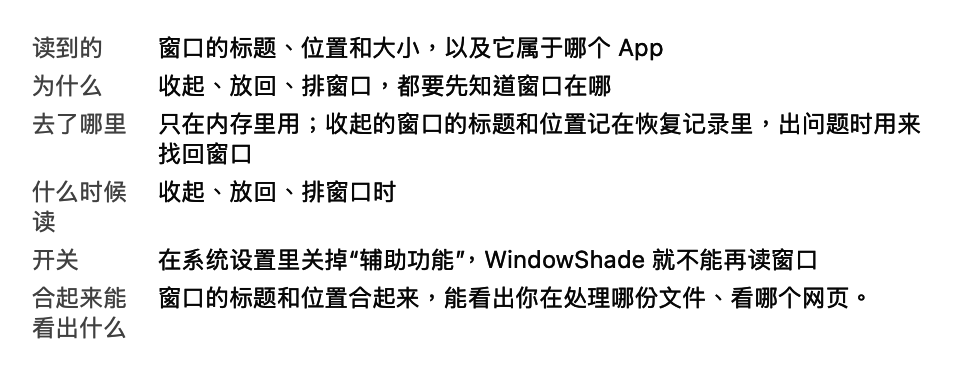 读到的 窗口的标题、位置和大小，以及它属于哪个 App
为什么 收起、放回、排窗口，都要先知道窗口在哪
去了哪里 只在内存里用；收起的窗口的标题和位置记在恢复记录里，出问题时用来
找回窗口
什么时候 收起、放回、排窗口时
读
开关 在系统设置里关掉“辅助功能”，WindowShade 就不能再读窗口
合起来能 窗口的标题和位置合起来，能看出你在处理哪份文件、看哪个网页。
看出什么